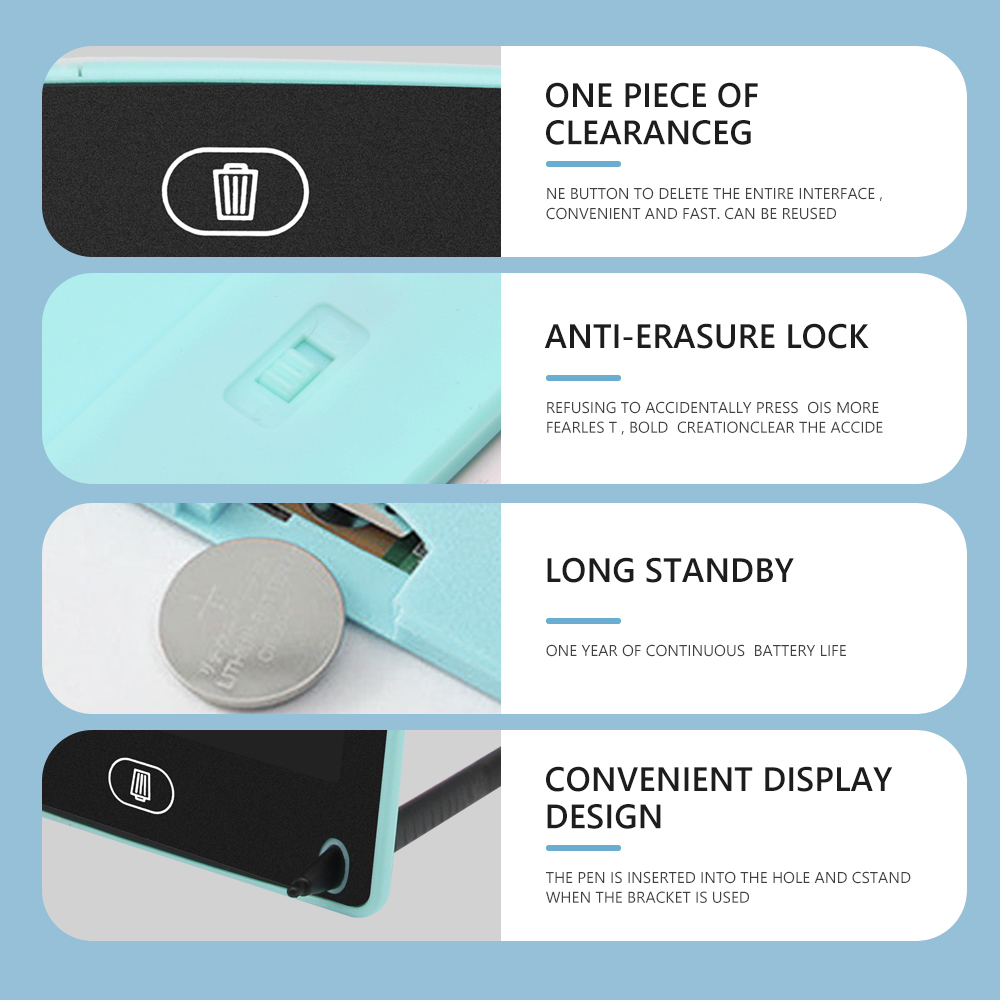 ONE PIECE OF
CLEARANCEG
NE BUTTON TO DELETE THE ENTIRE INTERFACE ,
CONVENIENT AND FAST. CAN BE REUSED
ANTI-ERASURE LOCK
REFUSING TO ACCIDENTALLY PRESS  OIS MORE
FEARLES T , BOLD  CREATIONCLEAR THE ACCIDE
LONG STANDBY
ONE YEAR OF CONTINUOUS  BATTERY LIFE
CONVENIENT DISPLAY
DESIGN
THE PEN IS INSERTED INTO THE HOLE AND CSTAND
WHEN THE BRACKET IS USED